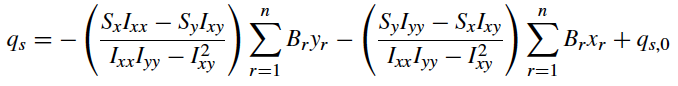 $$q_s = -\left(\frac{S_x I_{xx} - S_y I_{xy}}{I_{xx} I_{yy} - I_{xy}^2}\right) \sum_{r=1}^{n} B_r y_r - \left(\frac{S_y I_{yy} - S_x I_{xy}}{I_{xx} I_{yy} - I_{xy}^2}\right) \sum_{r=1}^{n} B_r x_r + q_{s,0}$$